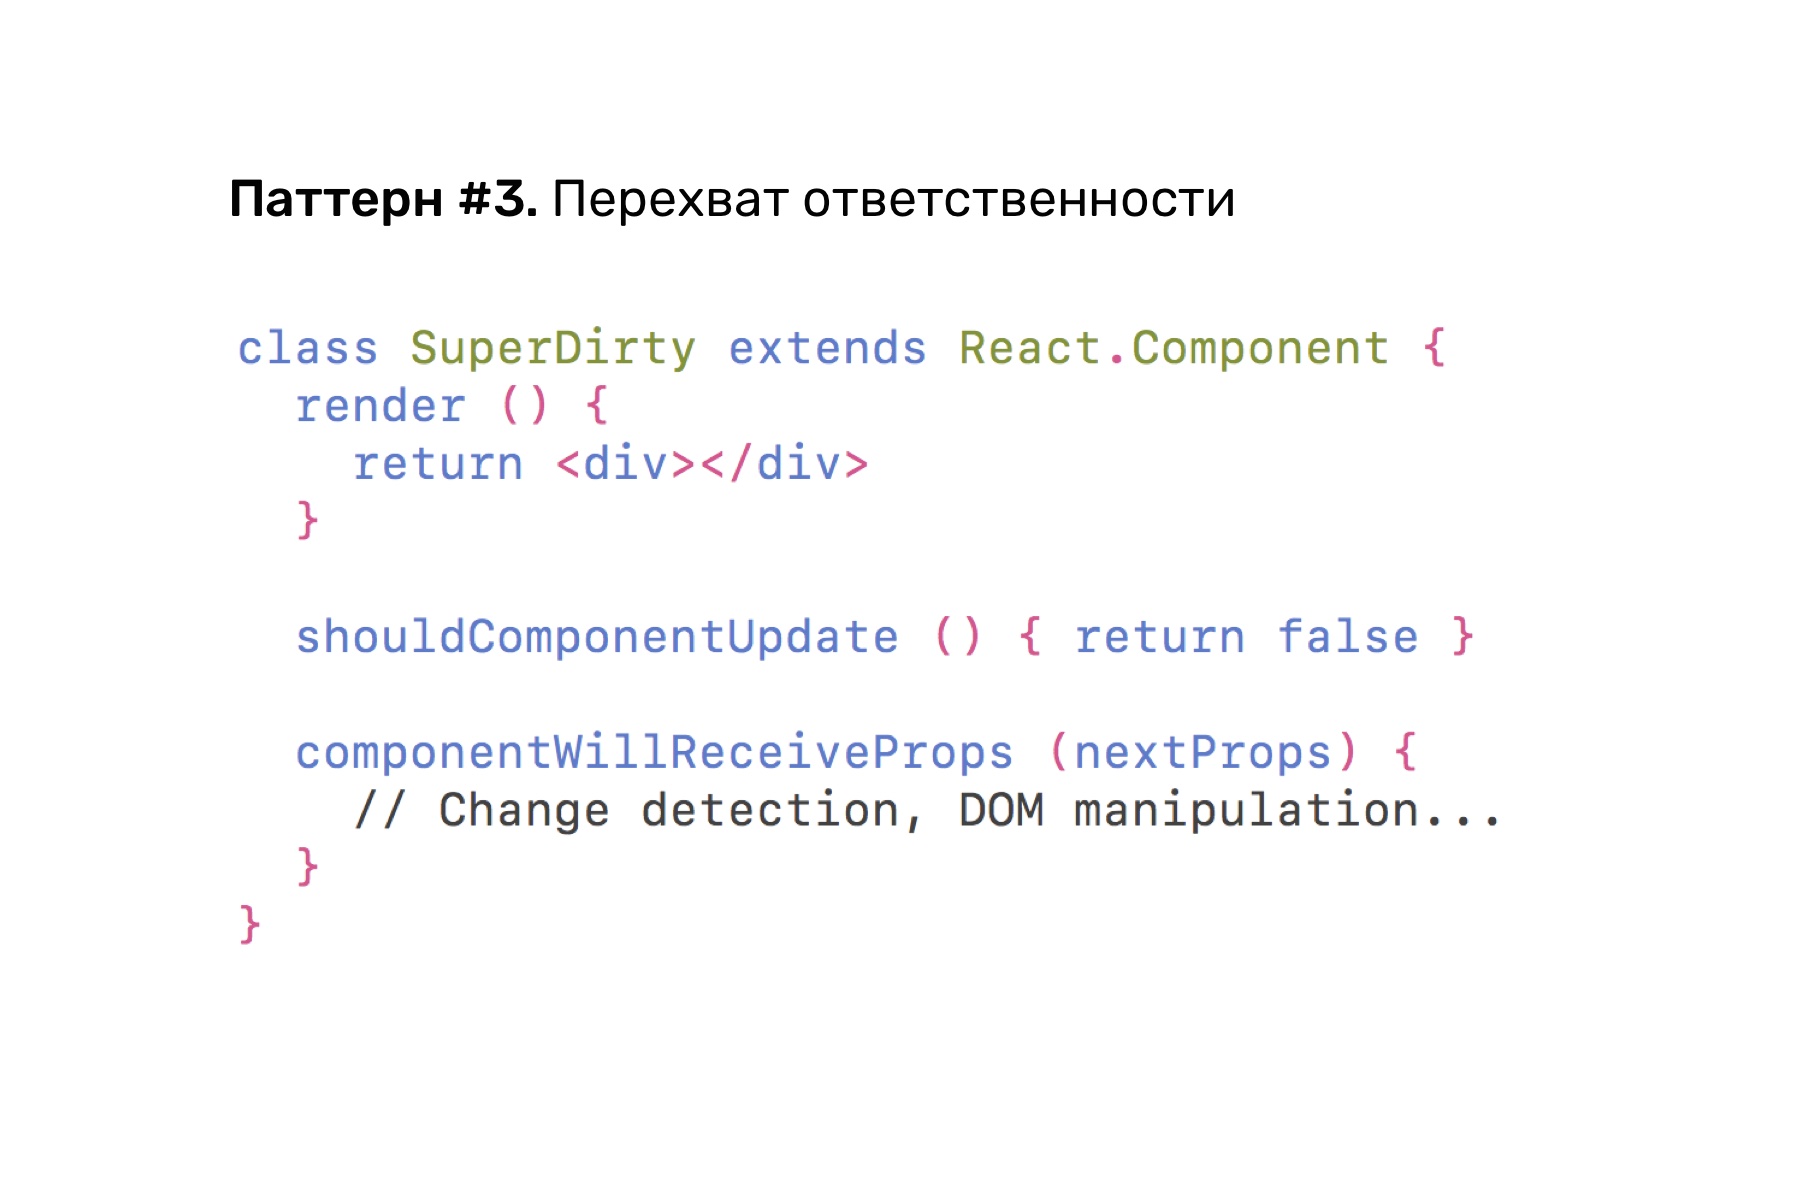 Паттерн #3. Перехват ответственности
class SuperDirty extends React.Component {
  render () {
    return <div></div>
  }
  shouldComponentUpdate () { return false }
  componentWillReceiveProps (nextProps) {
    // Change detection, DOM manipulation...
  }
}